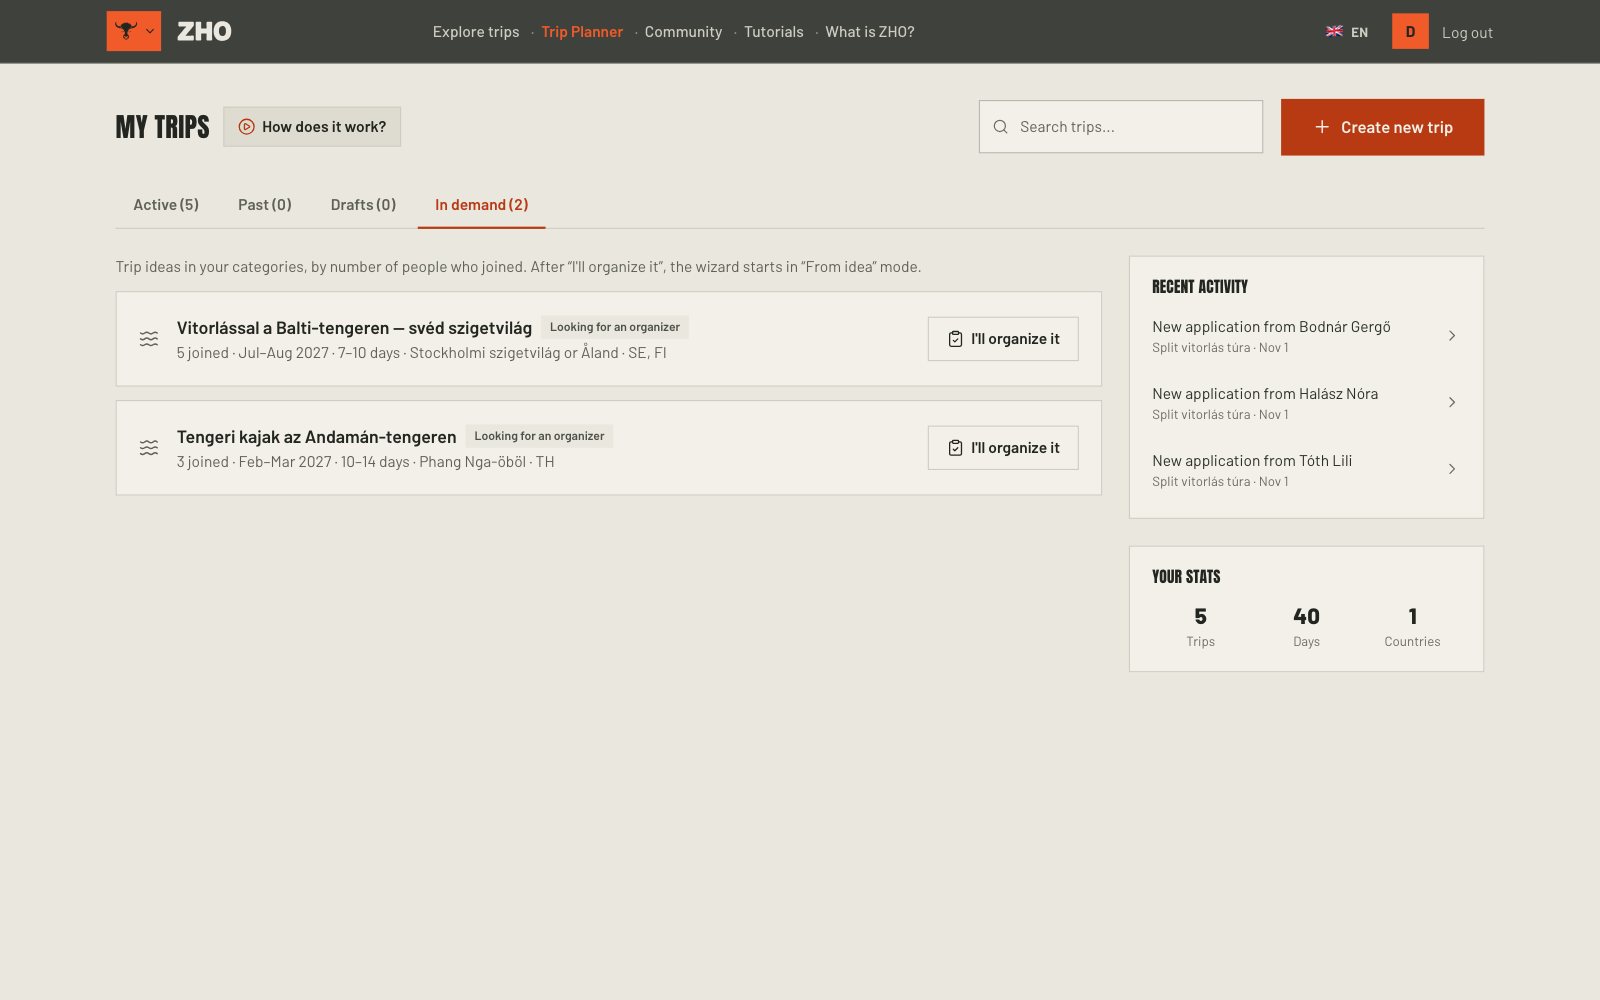 ZHO
Explore trips · Trip Planner · Community · Tutorials · What is ZHO?
EN
D
Log out
MY TRIPS
How does it work?
Search trips...
Create new trip
Active (5)
Past (0)
Drafts (0)
In demand (2)
Trip ideas in your categories, by number of people who joined. After “I'll organize it”, the wizard starts in “From idea” mode.
Vitorlással a Balti-tengeren — svéd szigetvilág
Looking for an organizer
5 joined · Jul–Aug 2027 · 7–10 days · Stockholmi szigetvilág or Åland · SE, FI
I'll organize it
Tengeri kajak az Andamán-tengeren
Looking for an organizer
3 joined · Feb–Mar 2027 · 10–14 days · Phang Nga-öböl · TH
I'll organize it
RECENT ACTIVITY
New application from Bodnár Gergő
Split vitorlás túra · Nov 1
New application from Halász Nóra
Split vitorlás túra · Nov 1
New application from Tóth Lili
Split vitorlás túra · Nov 1
YOUR STATS
5
Trips
40
Days
1
Countries